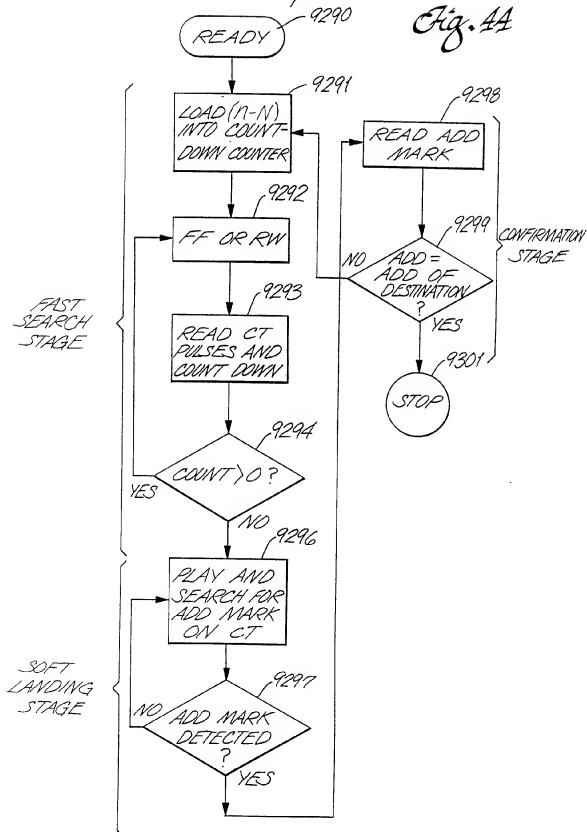 Fig. 44
READY
9290
9291
LOAD (n-N)
INTO COUNT-
DOWN COUNTER
9292
FF OR RW
9293
READ CT
PULSES AND
COUNT DOWN
9294
COUNT > 0 ?
YES
NO
FAST
SEARCH
STAGE
9296
PLAY AND
SEARCH FOR
ADD MARK
ON CT
9297
ADD MARK
DETECTED
?
NO
YES
SOFT
LANDING
STAGE
9298
READ ADD
MARK
9299
ADD =
ADD OF
DESTINATION
?
NO
YES
CONFIRMATION
STAGE
9301
STOP